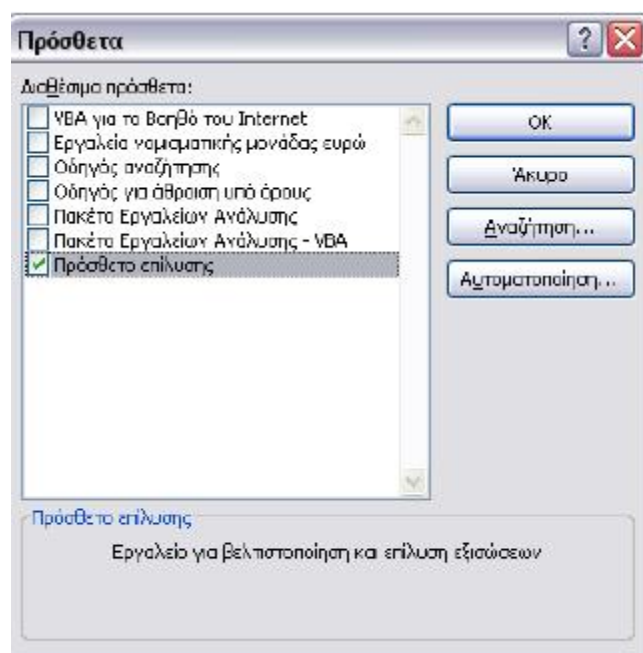 Πρόσθετα
Διαθέσιμα πρόσθετα:
VBA για το Βοηθό του Internet
Εργαλεία νομισματικής μονάδας ευρώ
Οδηγός αναζήτησης
Οδηγός για άθροιση υπό όρους
Πακέτο Εργαλείων Ανάλυσης
Πακέτο Εργαλείων Ανάλυσης - VBA
Πρόσθετο επίλυσης
OK
Άκυρο
Αναζήτηση...
Αυτοματοποίηση...
Πρόσθετο επίλυσης
Εργαλείο για βελτιστοποίηση και επίλυση εξισώσεων